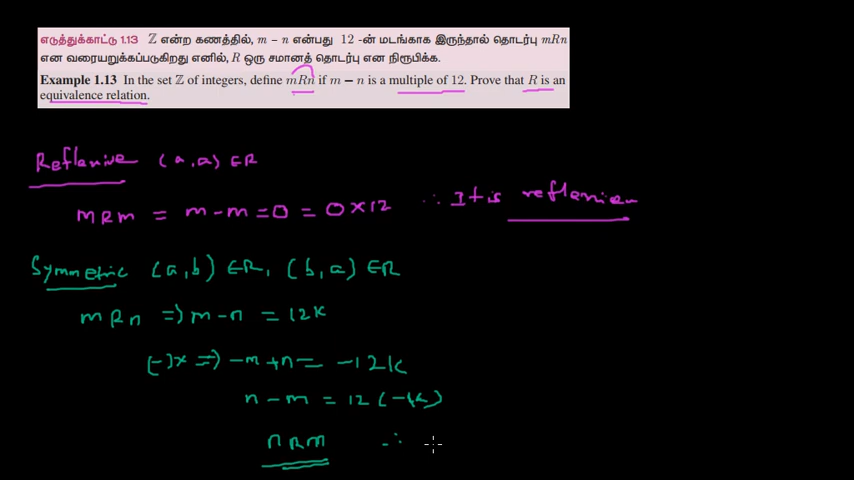 எடுத்துக்காட்டு 1.13 ℤ என்ற கணத்தில், m – n என்பது 12 -ன் மடங்காக இருந்தால் தொடர்பு mRn
என வரையறுக்கப்படுகிறது எனில், R ஒரு சமானத் தொடர்பு என நிரூபிக்க.
Example 1.13 In the set ℤ of integers, define mRn if m − n is a multiple of 12. Prove that R is an
equivalence relation.
Reflexive (a,a) ∈R
mRm = m-m =0 = 0×12 ∴ It is reflexive
Symmetric (a,b) ∈R, (b,a) ∈R
mRn ⇒ m-n = 12k
(-)x ⇒ -m+n = -12k
n-m = 12(-k)
nRm ∴